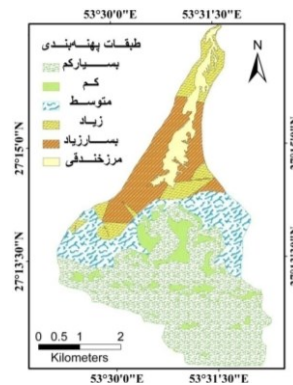 53°30'0"E 53°31'30"E
طبقات پهنه‌بندی
بسیارکم
کم
متوسط
زیاد
بسیارزیاد
مرزخندقی
N
27°15'0"N
27°13'30"N
0 0.5 1 2
Kilometers
53°30'0"E 53°31'30"E